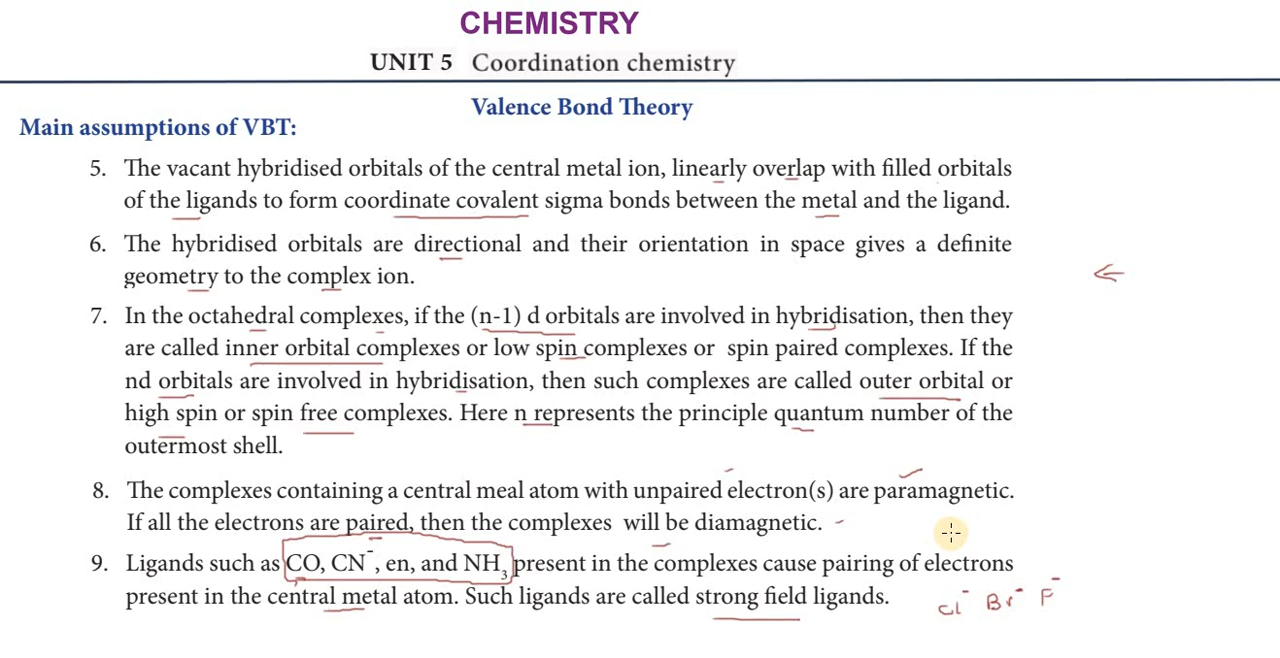 CHEMISTRY
UNIT 5 Coordination chemistry
Valence Bond Theory
Main assumptions of VBT:
5. The vacant hybridised orbitals of the central metal ion, linearly overlap with filled orbitals
of the ligands to form coordinate covalent sigma bonds between the metal and the ligand.
6. The hybridised orbitals are directional and their orientation in space gives a definite
geometry to the complex ion.
7. In the octahedral complexes, if the (n-1) d orbitals are involved in hybridisation, then they
are called inner orbital complexes or low spin complexes or spin paired complexes. If the
nd orbitals are involved in hybridisation, then such complexes are called outer orbital or
high spin or spin free complexes. Here n represents the principle quantum number of the
outermost shell.
8. The complexes containing a central meal atom with unpaired electron(s) are paramagnetic.
If all the electrons are paired, then the complexes will be diamagnetic.
9. Ligands such as CO, CN⁻, en, and NH₃ present in the complexes cause pairing of electrons
present in the central metal atom. Such ligands are called strong field ligands.
Cl⁻ Br⁻ F⁻